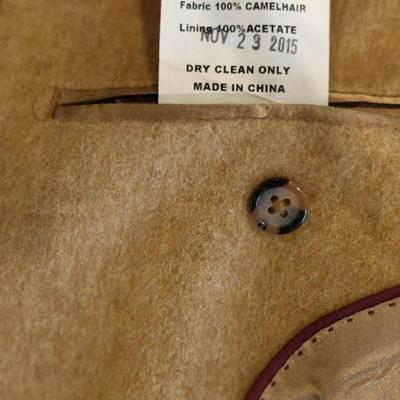 Fabric 100% CAMELHAIR
Lining 100% ACETATE
NOV 23 2015
DRY CLEAN ONLY
MADE IN CHINA